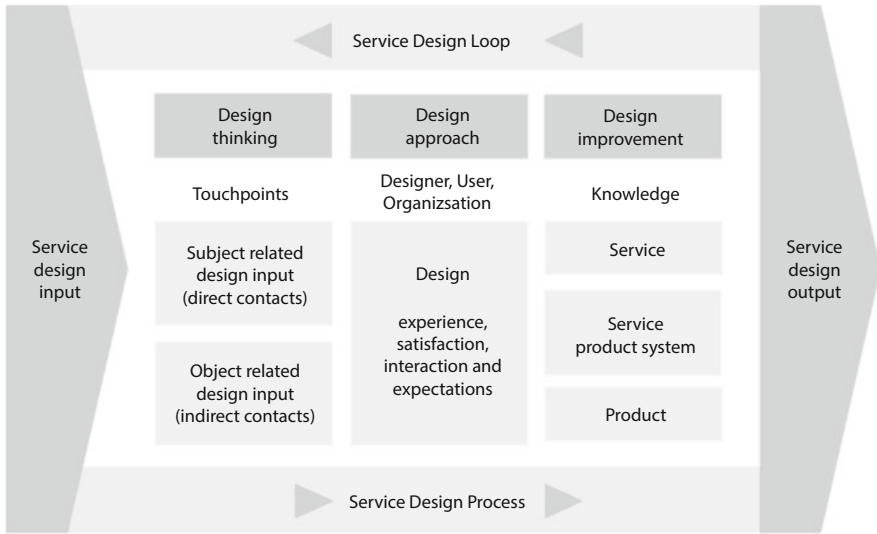 Service Design Loop
Service
design
input
Design
thinking
Touchpoints
Subject related
design input
(direct contacts)
Object related
design input
(indirect contacts)
Design
approach
Designer, User,
Organizsation
Design
experience,
satisfaction,
interaction and
expectations
Design
improvement
Knowledge
Service
Service
product system
Product
Service
design
output
Service Design Process